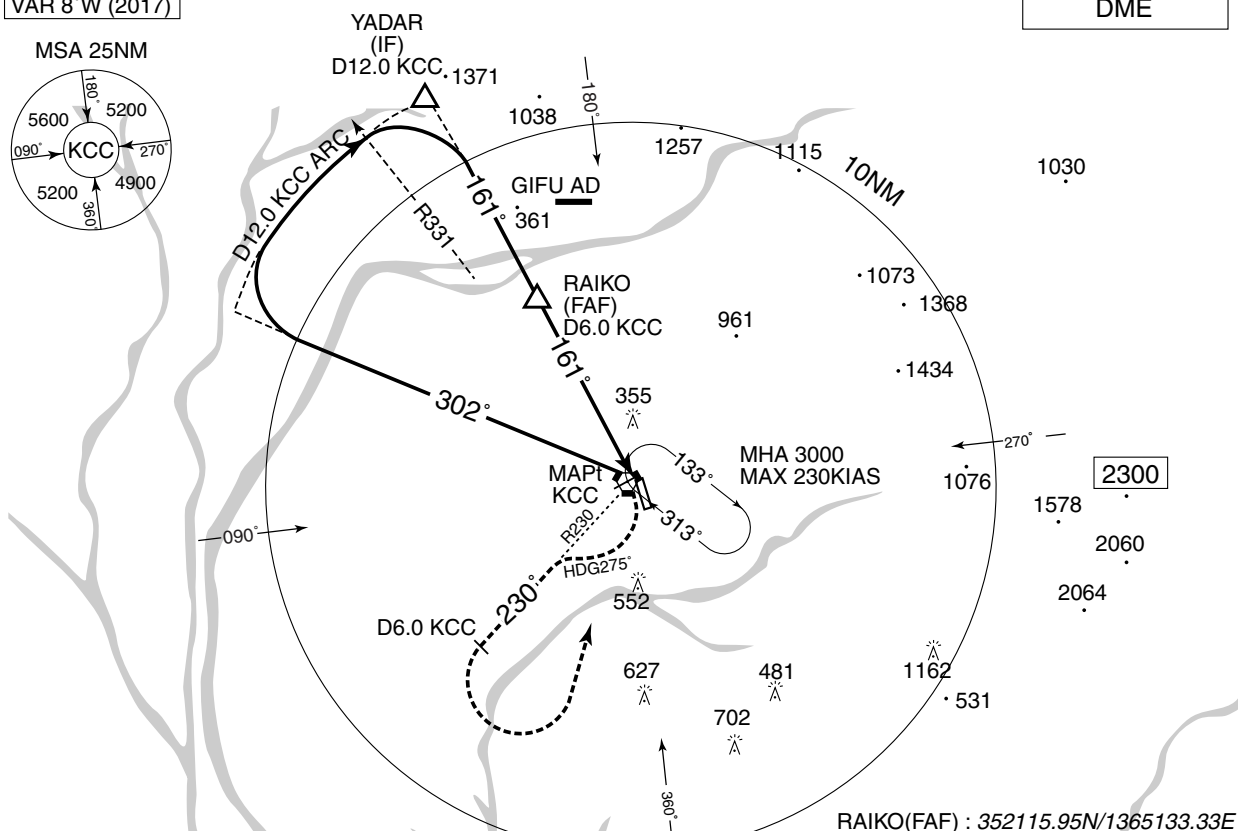 VAR 8°W (2017)
DME
MSA 25NM
180°
5600
5200
090°
KCC
270°
5200
4900
360°
YADAR
(IF)
D12.0 KCC
1371
1038
180°
1257
1115
10NM
1030
D12.0 KCC ARC
R331
161°
GIFU AD
361
RAIKO
(FAF)
D6.0 KCC
1073
1368
961
1434
161°
302°
355
270°
MAPt
KCC
133°
313°
MHA 3000
MAX 230KIAS
1076
2300
1578
2060
2064
090°
R230
HDG275°
552
230°
D6.0 KCC
627
481
702
1162
531
360°
RAIKO(FAF) : 352115.95N/1365133.33E